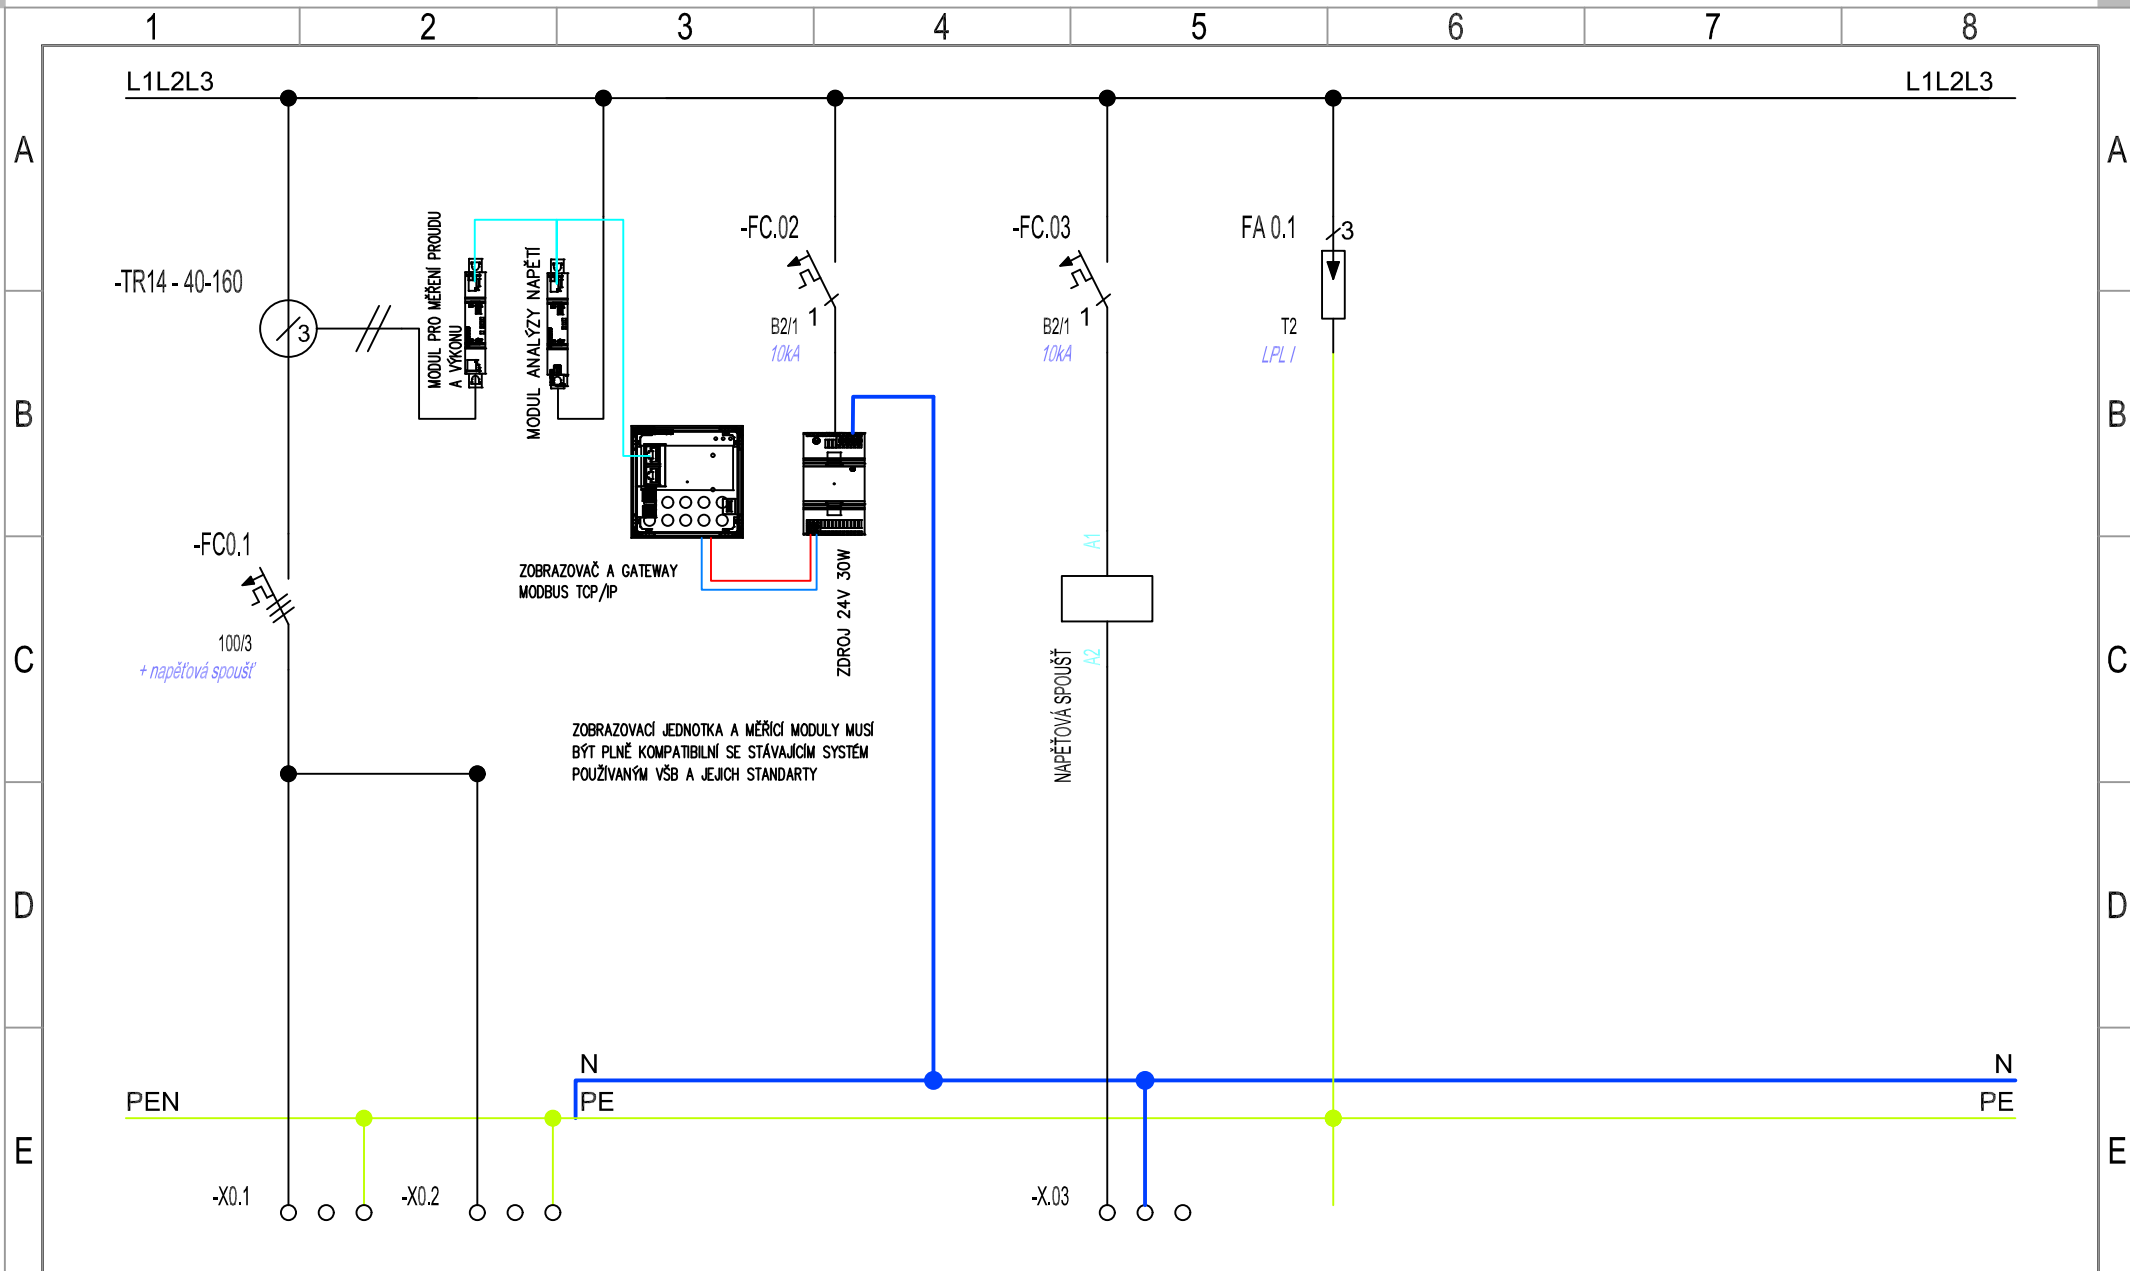 1 2 3 4 5 6 7 8
L1L2L3 L1L2L3
A A
-TR14 - 40-160
3
MODUL PRO MĚŘENÍ PROUDU
A VÝKONU
MODUL ANALÝZY NAPĚTÍ
-FC.02
B2/1
10kA
1
-FC.03
B2/1
10kA
1
FA 0.1
3
T2
LPL I
B B
-FC0.1
100/3
+ napěťová spoušť
ZOBRAZOVAČ A GATEWAY
MODBUS TCP/IP
ZDROJ 24V 30W
A1
A2
NAPĚŤOVÁ SPOUŠŤ
C C
ZOBRAZOVACÍ JEDNOTKA A MĚŘÍCÍ MODULY MUSÍ
BÝT PLNĚ KOMPATIBILNÍ SE STÁVAJÍCÍM SYSTÉM
POUŽÍVANÝM VŠB A JEJICH STANDARTY
D D
N N
PEN PE PE
E E
-X0.1 -X0.2 -X.03